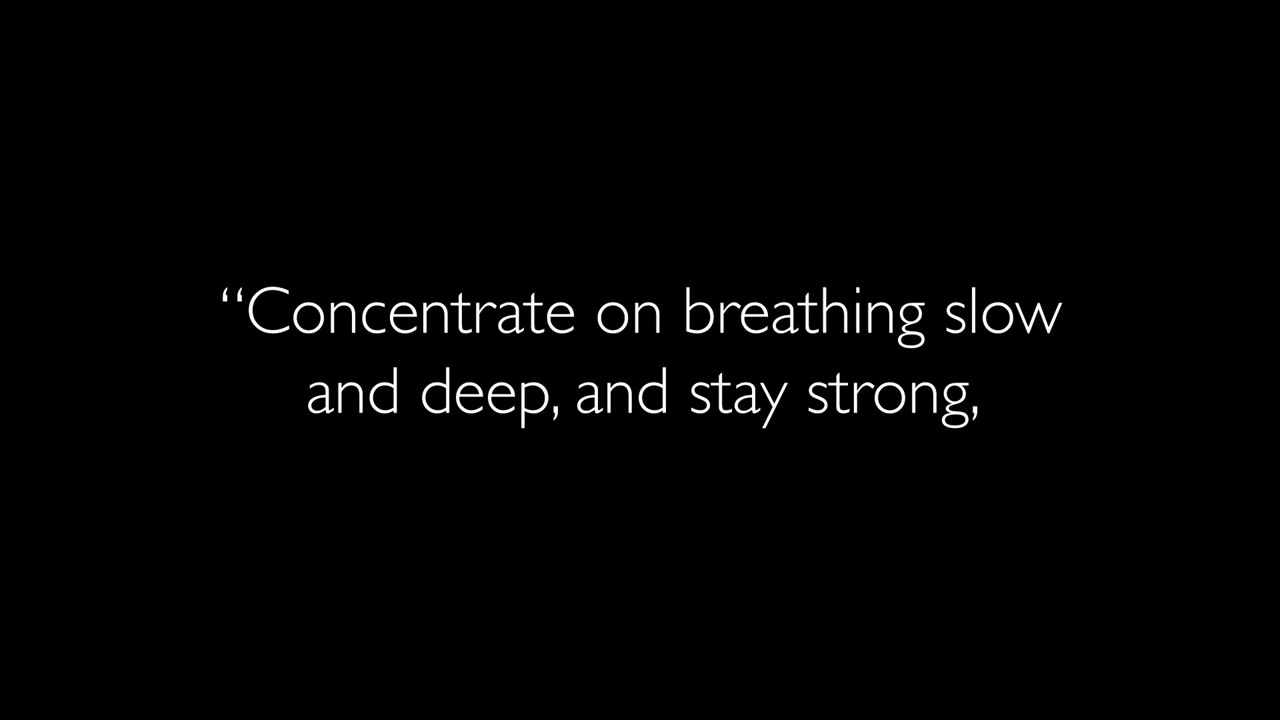 “Concentrate on breathing slow
and deep, and stay strong,